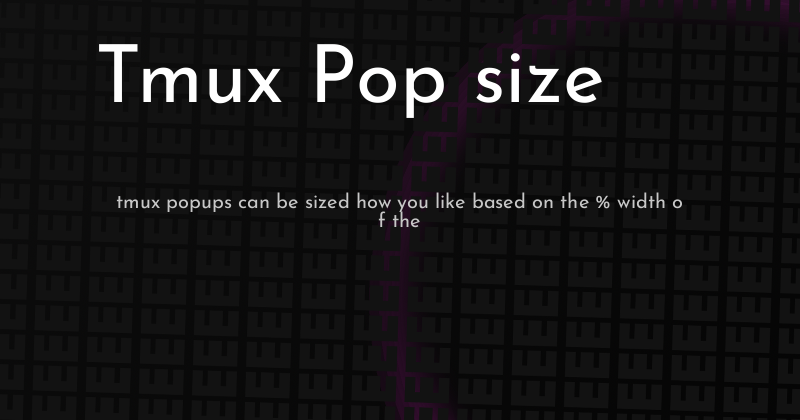 Tmux Pop size
tmux popups can be sized how you like based on the % width o
f the